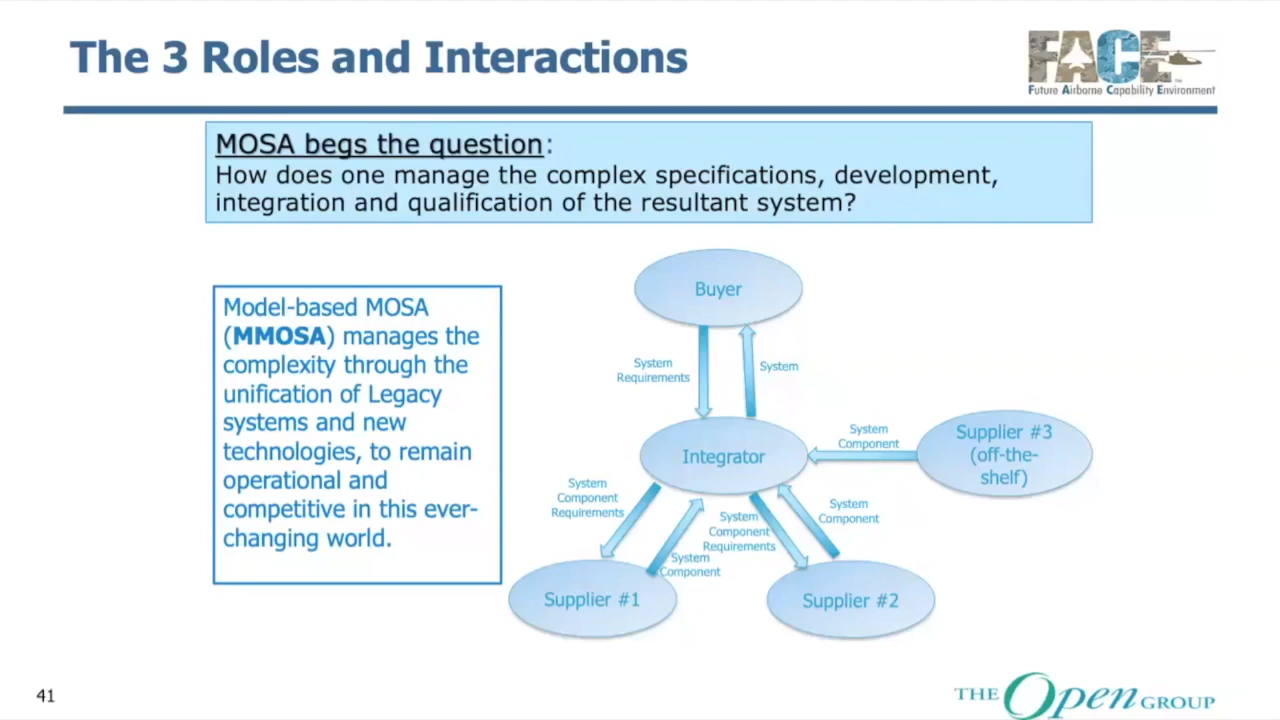 The 3 Roles and Interactions
FACE
Future Airborne Capability Environment
MOSA begs the question:
How does one manage the complex specifications, development,
integration and qualification of the resultant system?
Model-based MOSA
(MMOSA) manages the
complexity through the
unification of Legacy
systems and new
technologies, to remain
operational and
competitive in this ever-
changing world.
Buyer
System
Requirements
System
Integrator
System
Component
Supplier #3
(off-the-
shelf)
System
Component
Requirements
System
Component
System
Component
Requirements
System
Component
Supplier #1
Supplier #2
41
THE Open GROUP